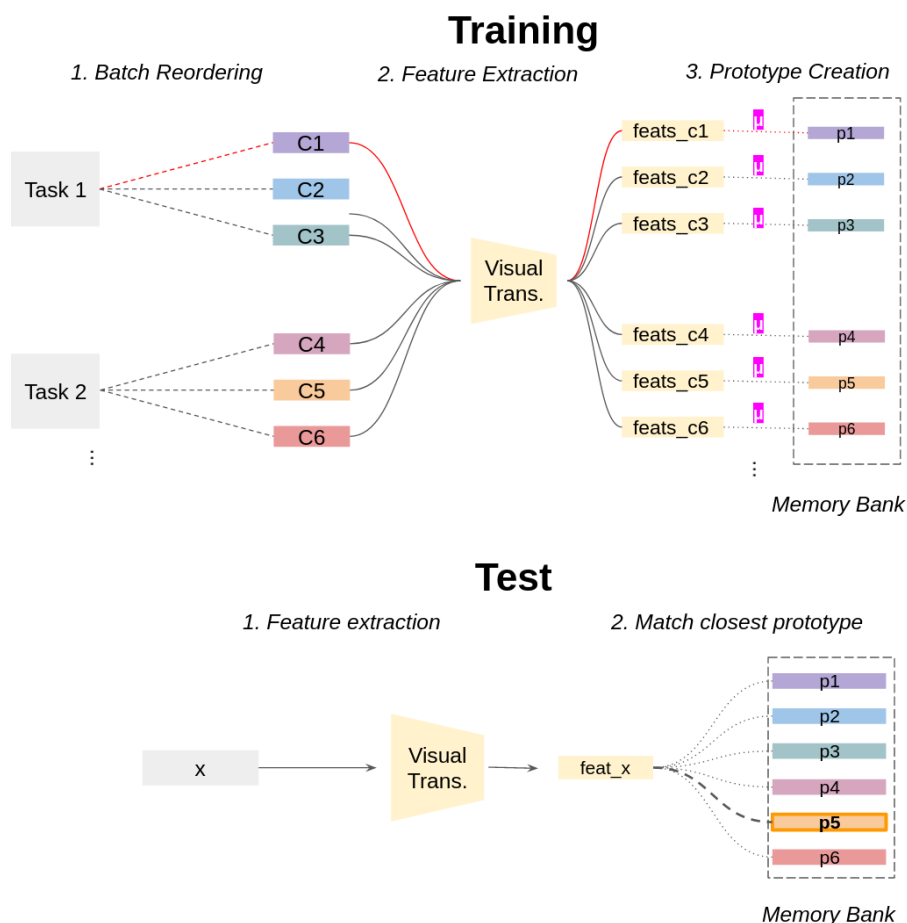 Training
1. Batch Reordering
2. Feature Extraction
3. Prototype Creation
Task 1
C1
C2
C3
Visual
Trans.
feats_c1
feats_c2
feats_c3
μ
μ
μ
p1
p2
p3
Task 2
...
C4
C5
C6
feats_c4
feats_c5
feats_c6
μ
μ
μ
...
p4
p5
p6
Memory Bank
Test
1. Feature extraction
2. Match closest prototype
x
Visual
Trans.
feat_x
p1
p2
p3
p4
p5
p6
Memory Bank